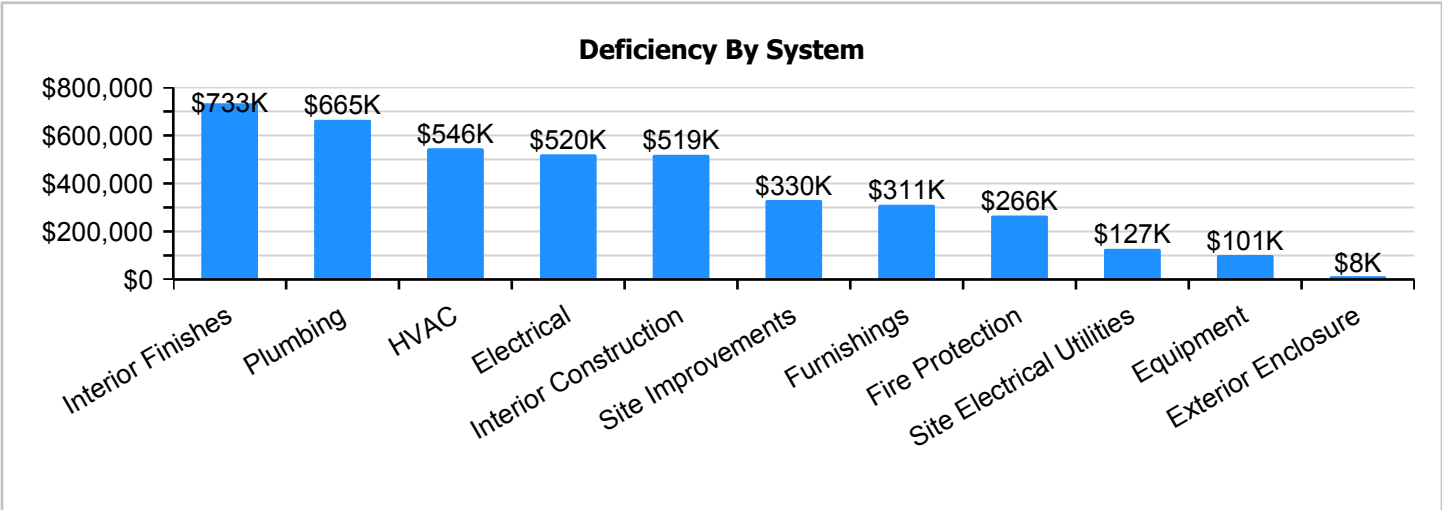 Deficiency By System
$800,000
$600,000
$400,000
$200,000
$0
$733K
$665K
$546K
$520K
$519K
$330K
$311K
$266K
$127K
$101K
$8K
Interior Finishes
Plumbing
HVAC
Electrical
Interior Construction
Site Improvements
Furnishings
Fire Protection
Site Electrical Utilities
Equipment
Exterior Enclosure